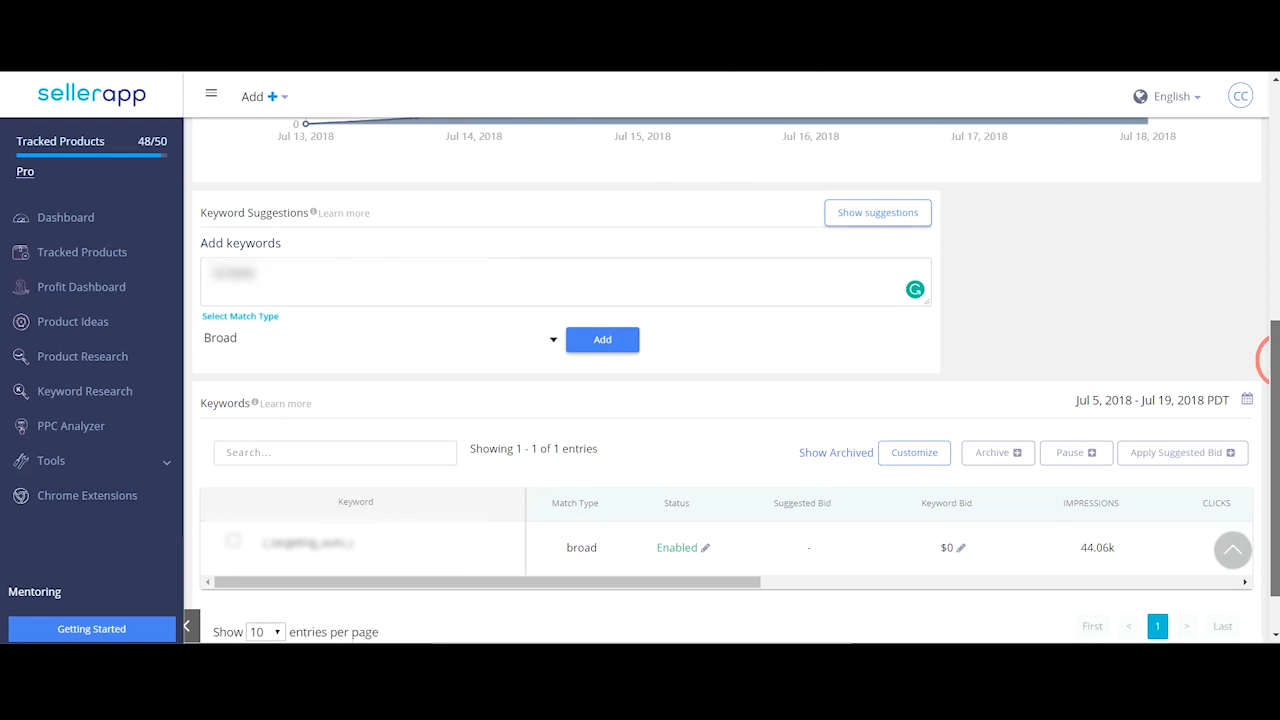 sellerapp
Add
English
CC
Tracked Products 48/50
Pro
Dashboard
Tracked Products
Profit Dashboard
Product Ideas
Product Research
Keyword Research
PPC Analyzer
Tools
Chrome Extensions
Mentoring
Getting Started
0
Jul 13, 2018 Jul 14, 2018 Jul 15, 2018 Jul 16, 2018 Jul 17, 2018 Jul 18, 2018
Keyword Suggestions Learn more
Show suggestions
Add keywords
Select Match Type
Broad
Add
Keywords Learn more
Jul 5, 2018 - Jul 19, 2018 PDT
Search...
Showing 1 - 1 of 1 entries
Show Archived
Customize
Archive
Pause
Apply Suggested Bid
Keyword Match Type Status Suggested Bid Keyword Bid IMPRESSIONS CLICKS
broad Enabled - $0 44.06k
Show 10 entries per page
First < 1 > Last